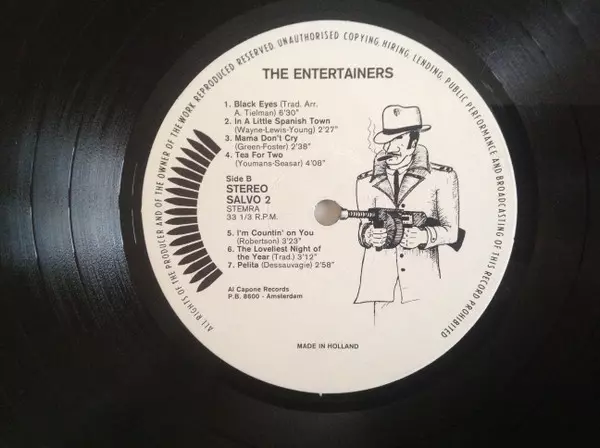 ALL RIGHTS OF THE PRODUCER AND OF THE OWNER OF THE WORK REPRODUCED RESERVED. UNAUTHORISED COPYING, HIRING, LENDING, PUBLIC PERFORMANCE AND BROADCASTING OF THIS RECORD PROHIBITED
THE ENTERTAINERS
1. Black Eyes (Trad. Arr.
A. Tielman) 6'30"
2. In A Little Spanish Town
(Wayne-Lewis-Young) 2'27"
3. Mama Don't Cry
(Green-Foster) 2'38"
4. Tea For Two
(Youmans-Seasar) 4'08"
Side B
STEREO
SALVO 2
STEMRA
33 1/3 R.P.M.
5. I'm Countin' on You
(Robertson) 3'23"
6. The Loveliest Night of
the Year (Trad.) 3'12"
7. Pelita (Dessauvagie) 2'58"
Al Capone Records
P.B. 8600 - Amsterdam
MADE IN HOLLAND